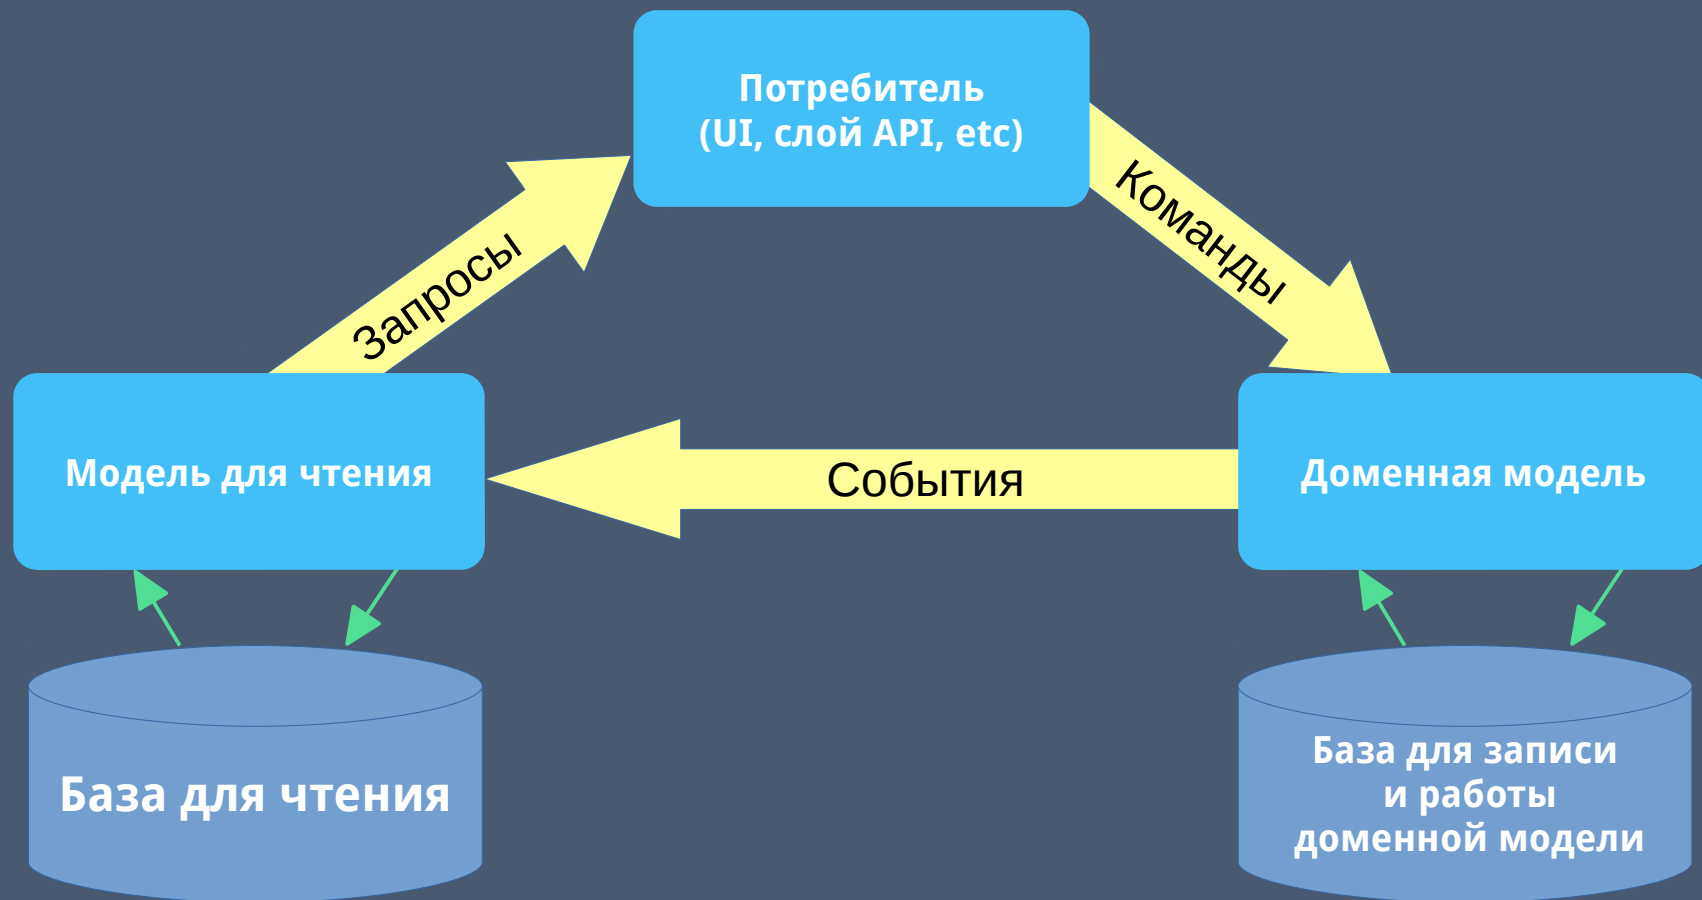 Потребитель
(UI, слой API, etc)
Команды
Запросы
Модель для чтения
События
Доменная модель
База для чтения
База для записи
и работы
доменной модели